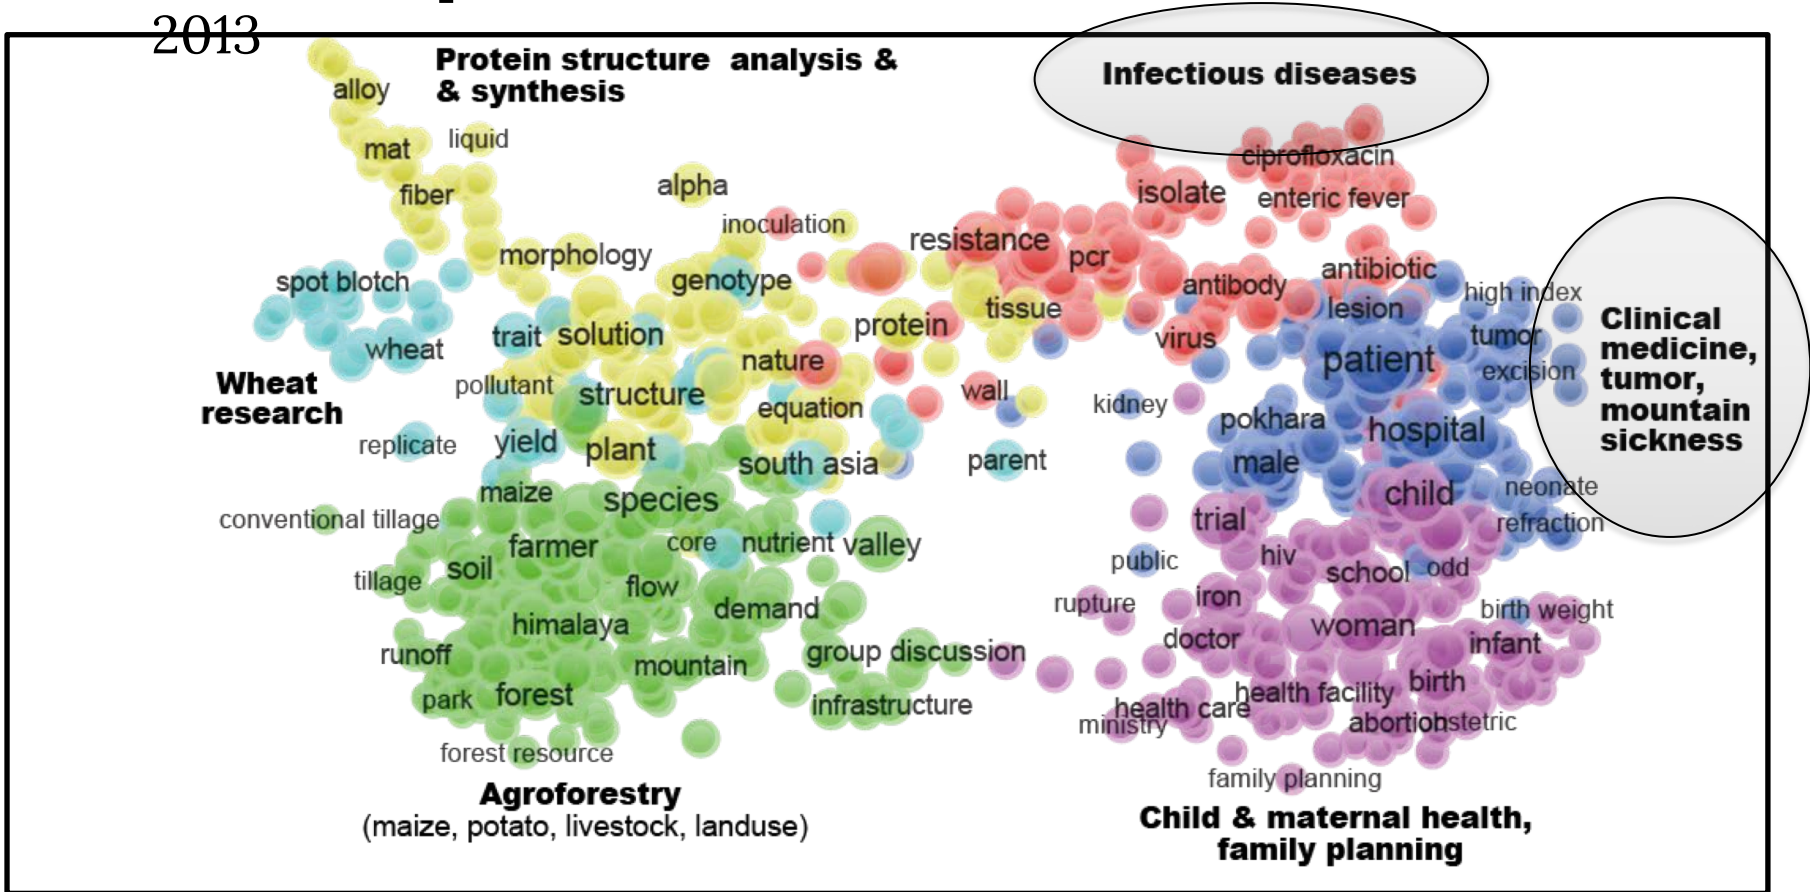 2013
Protein structure analysis &
& synthesis
Infectious diseases
alloy
mat
liquid
fiber
alpha
inoculation
morphology
genotype
spot blotch
wheat
trait
solution
protein
nature
pollutant
structure
equation
Wheat
research
replicate
yield
plant
south asia
parent
wall
resistance
pcr
tissue
isolate
ciprofloxacin
enteric fever
antibiotic
antibody
virus
lesion
high index
tumor
patient
excision
Clinical
medicine,
tumor,
mountain
sickness
kidney
pokhara
hospital
male
child
neonate
refraction
trial
maize
species
conventional tillage
farmer
core
nutrient
valley
soil
tillage
flow
demand
himalaya
runoff
mountain
group discussion
park
forest
infrastructure
forest resource
public
hiv
school
odd
rupture
iron
birth weight
woman
doctor
infant
health facility
birth
health care
ministry
abortion
obstetric
family planning
Agroforestry
(maize, potato, livestock, landuse)
Child & maternal health,
family planning